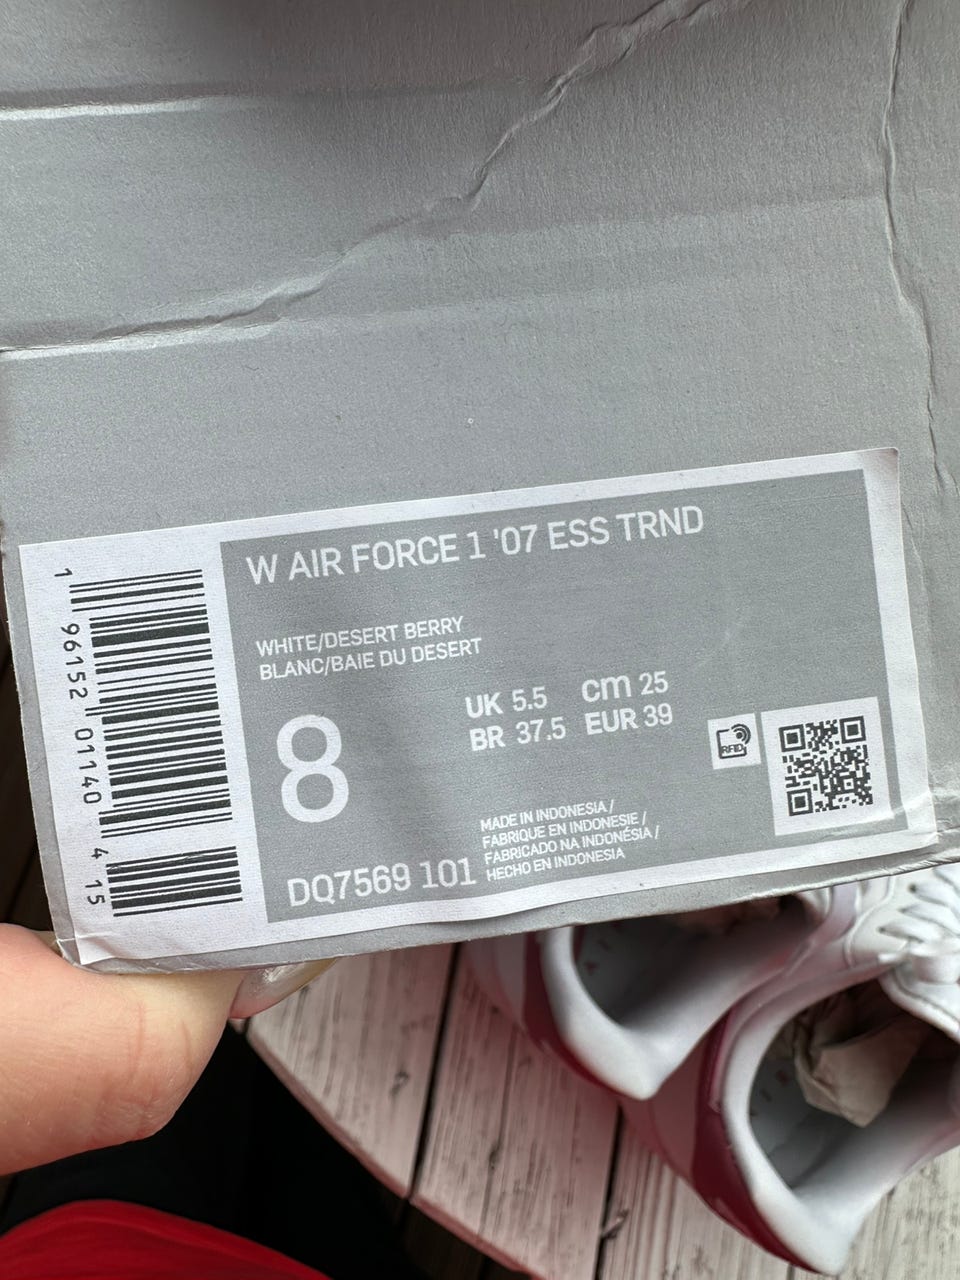 W AIR FORCE 1 '07 ESS TRND
WHITE/DESERT BERRY
BLANC/BAIE DU DESERT
8
UK 5.5 cm 25
BR 37.5 EUR 39
RFID
MADE IN INDONESIA /
FABRIQUE EN INDONESIE /
FABRICADO NA INDONÉSIA /
HECHO EN INDONESIA
DQ7569 101
1 96152 01140 4 15